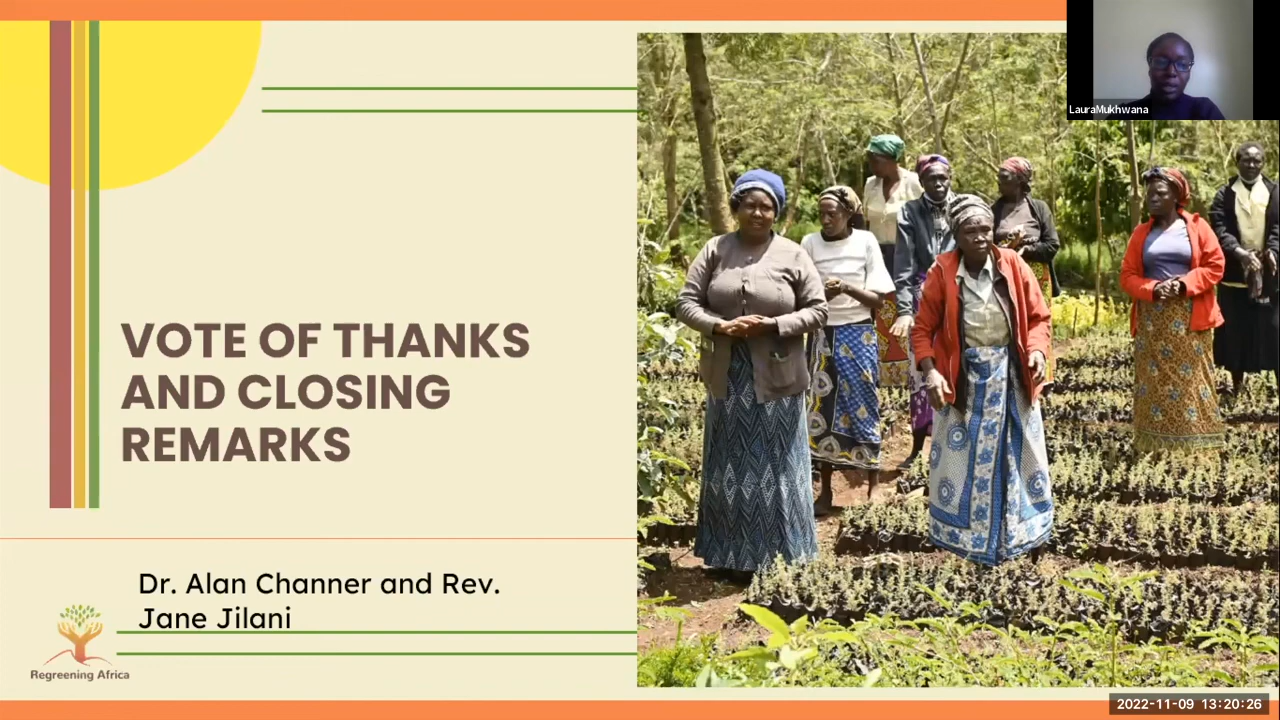 LauraMukhwana
VOTE OF THANKS
AND CLOSING
REMARKS
Dr. Alan Channer and Rev.
Jane Jilani
Regreening Africa
2022-11-09 13:20:26